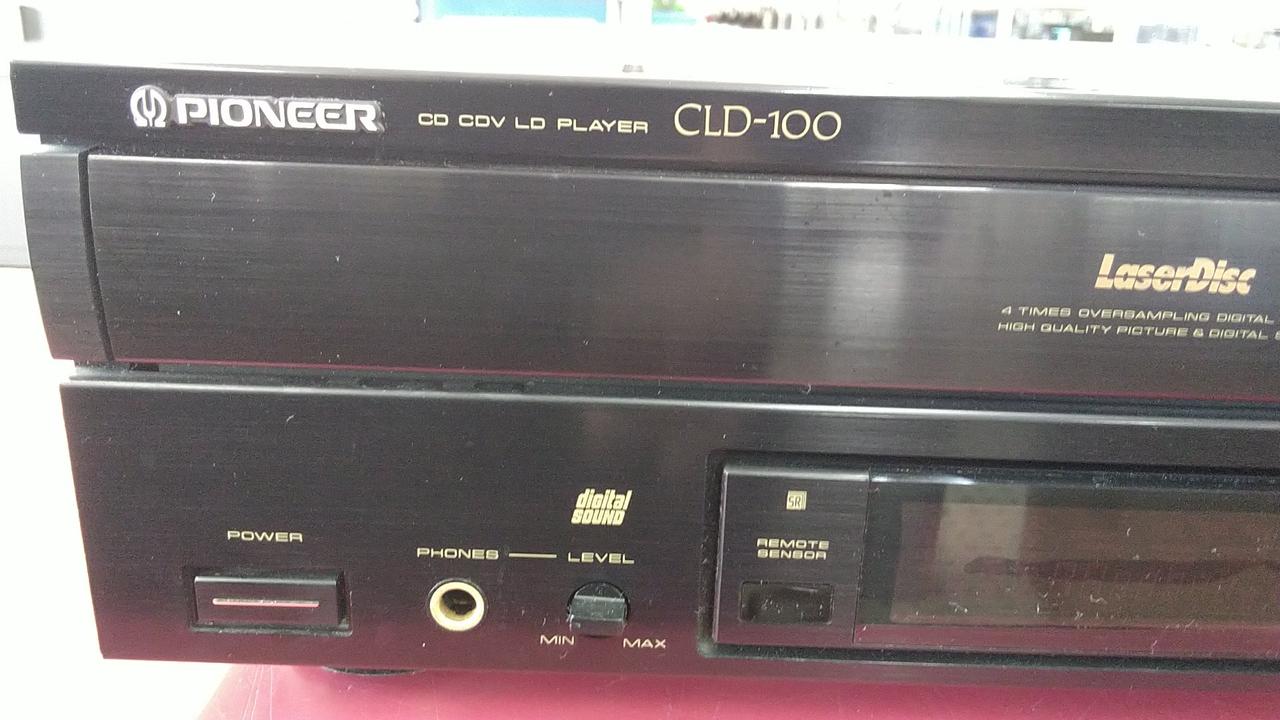 PIONEER CD CDV LD PLAYER CLD-100
LaserDisc
4 TIMES OVERSAMPLING DIGITAL
HIGH QUALITY PICTURE & DIGITAL
digital
SOUND
SR
POWER
PHONES LEVEL
REMOTE
SENSOR
MIN MAX